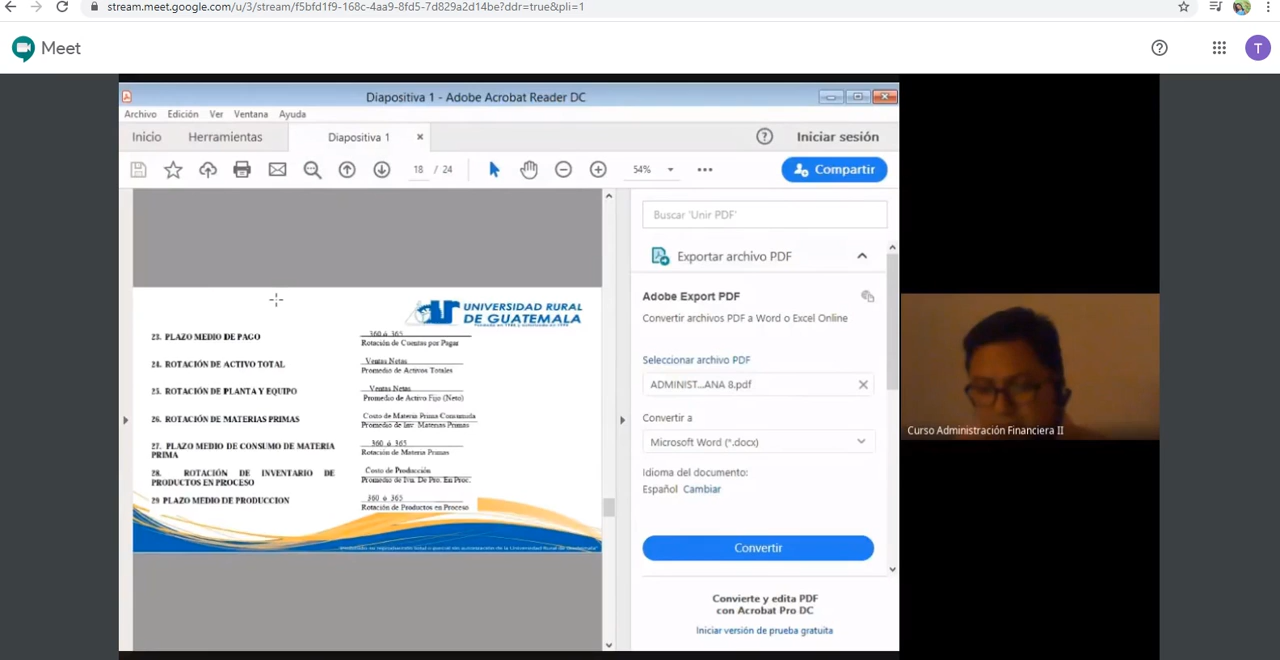 stream.meet.google.com/u/3/stream/f5bfd1f9-168c-4aa9-8fd5-7d829a2d14be?ddr=true&pli=1
Meet
T
Diapositiva 1 - Adobe Acrobat Reader DC
Archivo Edición Ver Ventana Ayuda
Inicio Herramientas Diapositiva 1 × Iniciar sesión
18 / 24 54% Compartir
Buscar 'Unir PDF'
Exportar archivo PDF
Adobe Export PDF
Convertir archivos PDF a Word o Excel Online
Seleccionar archivo PDF
ADMINIST...ANA 8.pdf
Convertir a
Microsoft Word (*.docx)
Idioma del documento:
Español Cambiar
Convertir
Convierte y edita PDF
con Acrobat Pro DC
Iniciar versión de prueba gratuita
UNIVERSIDAD RURAL
DE GUATEMALA
23. PLAZO MEDIO DE PAGO
360 ó 365
Rotación de Cuentas por Pagar
24. ROTACIÓN DE ACTIVO TOTAL
Ventas Netas
Promedio de Activos Totales
25. ROTACIÓN DE PLANTA Y EQUIPO
Ventas Netas
Promedio de Activo Fijo (Neto)
26. ROTACIÓN DE MATERIAS PRIMAS
Costo de Materia Prima Consumida
Promedio de Inv. Materias Primas
27. PLAZO MEDIO DE CONSUMO DE MATERIA
PRIMA
360 ó 365
Rotación de Materias Primas
28. ROTACIÓN DE INVENTARIO DE
PRODUCTOS EN PROCESO
Costo de Producción
Promedio de Inv. De Pro. En Proc.
29 PLAZO MEDIO DE PRODUCCION
360 ó 365
Rotación de Productos en Proceso
Curso Administración Financiera II